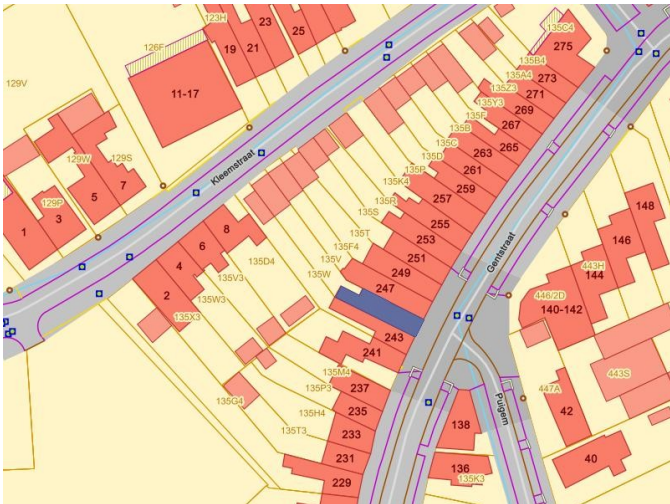 123H
23
25
19
21
126F
129V
11-17
129W
129S
5
7
129P
1
3
Kleemstraat
8
6
4
2
135V3
135D4
135W3
135X3
135C4
275
135B4
135A4
273
135Z3
271
135Y3
269
135F
267
135B
265
135C
263
135D
261
135P
259
135K4
257
135R
255
135S
253
135T
251
135F4
249
135V
247
135W
243
241
135M4
237
135P3
235
135H4
233
135T3
231
229
135G4
Gentstraat
148
146
443H
144
446/2D
140-142
443S
447A
42
40
Puigem
138
136
135K3